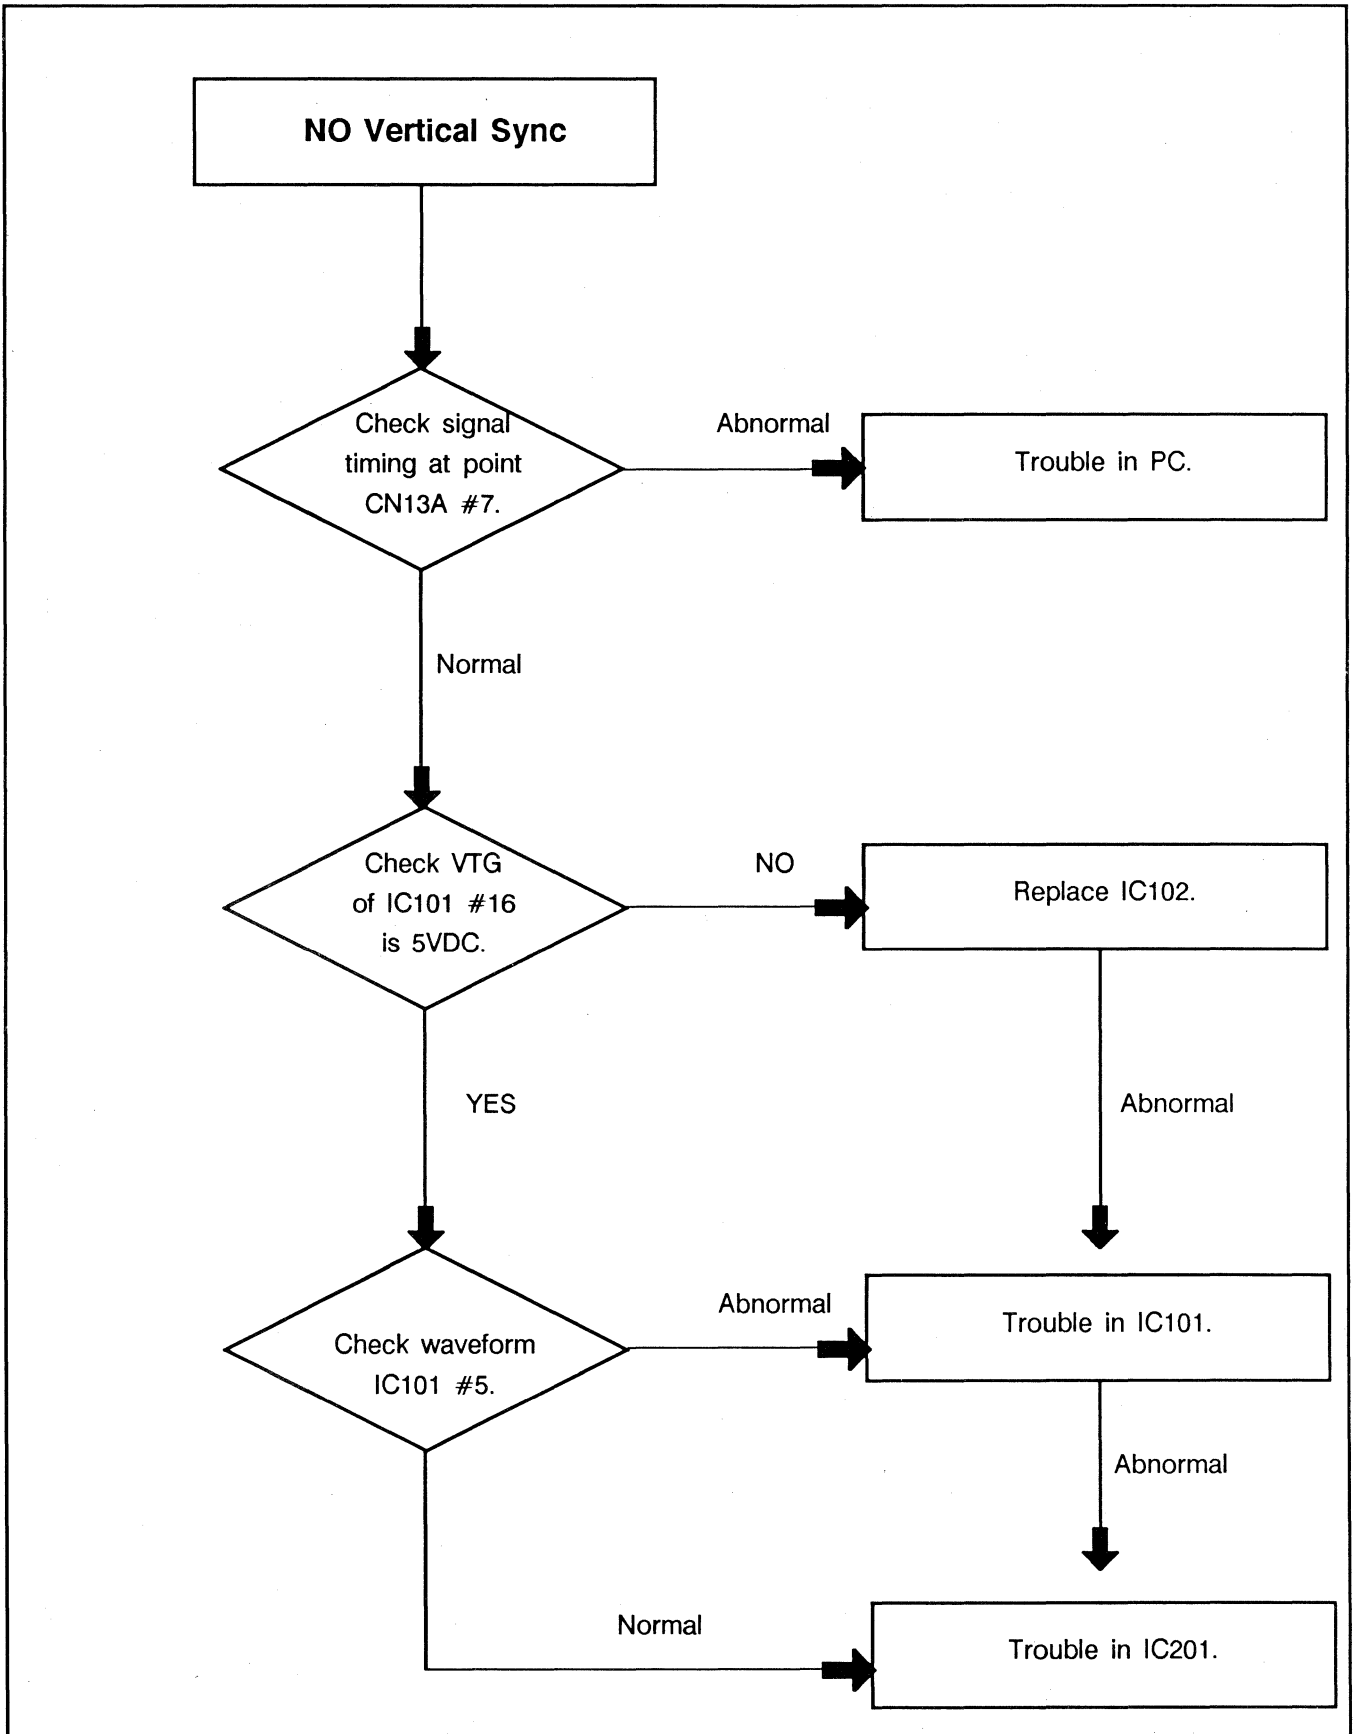 NO Vertical Sync
Check signal
timing at point
CN13A #7.
Abnormal
Trouble in PC.
Normal
Check VTG
of IC101 #16
is 5VDC.
NO
Replace IC102.
YES
Abnormal
Check waveform
IC101 #5.
Abnormal
Trouble in IC101.
Abnormal
Normal
Trouble in IC201.